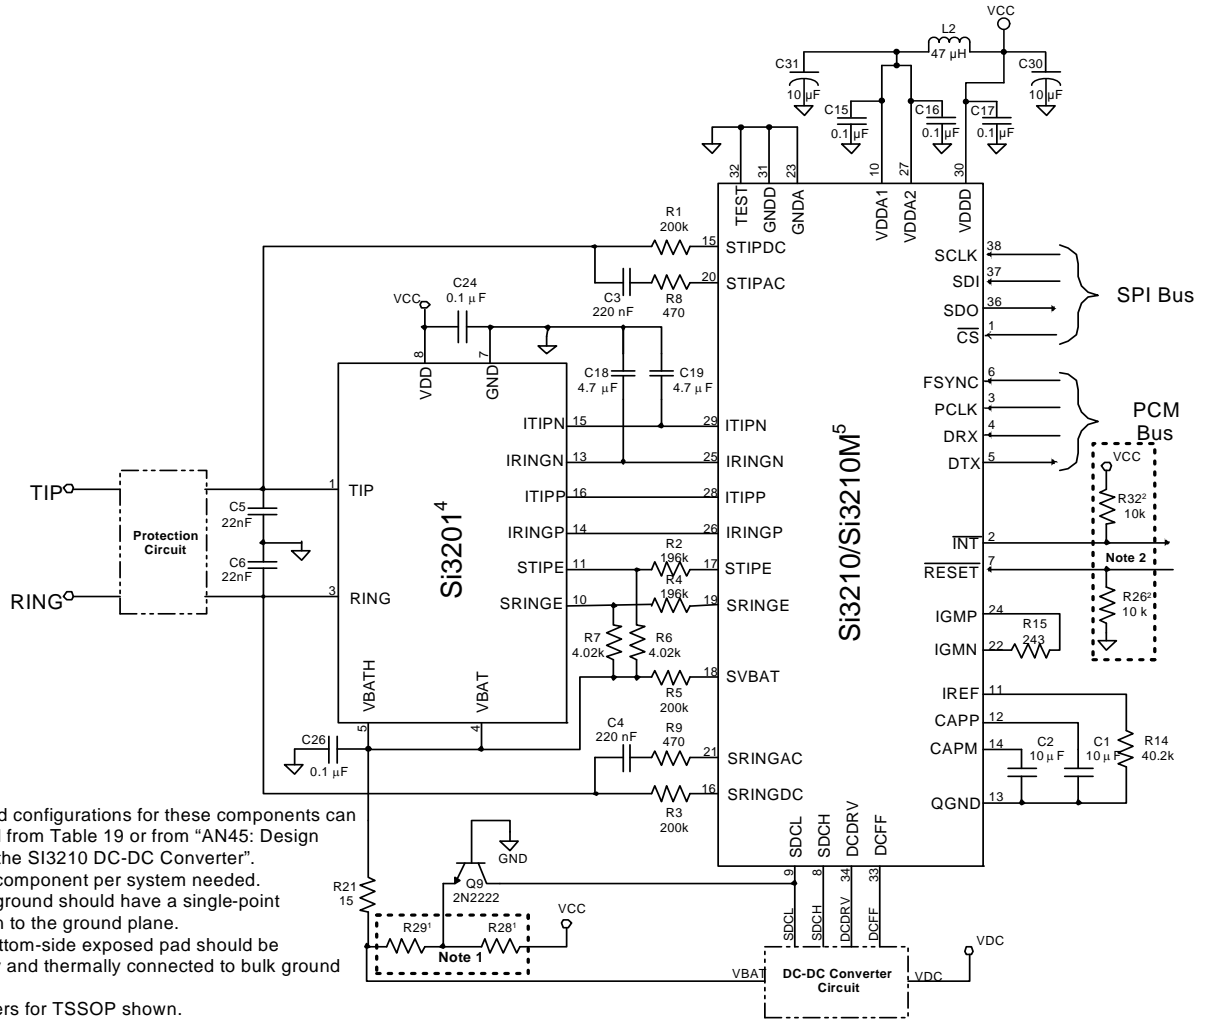 VCC
L2
47 µH
C31
10 µF
C30
10 µF
C15
0.1 µF
C16
0.1 µF
C17
0.1 µF
32
31
23
10
27
30
TEST
GNDD
GNDA
VDDA1
VDDA2
VDDD
R1
200k
15
STIPDC
C3
220 nF
R8
470
20
STIPAC
SCLK
38
SDI
37
SDO
36
CS
1
SPI Bus
C24
0.1 µF
VCC
8
7
VDD
GND
C18
4.7 µF
C19
4.7 µF
FSYNC
6
PCLK
3
DRX
4
DTX
5
PCM
Bus
ITIPN
15
29
ITIPN
IRINGN
13
25
IRINGN
ITIPP
16
28
ITIPP
IRINGP
14
26
IRINGP
STIPE
11
R2
196k
17
STIPE
SRINGE
10
R4
196k
19
SRINGE
Si3201⁴
Si3210/Si3210M⁵
TIP
RING
Protection
Circuit
C5
22nF
C6
22nF
1
TIP
3
RING
VCC
R32²
10k
INT
2
Note 2
RESET
7
R26²
10 k
IGMP
24
R15
243
IGMN
22
R7
4.02k
R6
4.02k
18
SVBAT
R5
200k
VBATH
VBAT
5
4
C26
0.1 µF
C4
220 nF
R9
470
21
SRINGAC
16
SRINGDC
R3
200k
IREF
11
CAPP
12
CAPM
14
C2
10 µF
C1
10 µF
R14
40.2k
QGND
13
SDCL
SDCH
DCDRV
DCFF
9
8
34
33
SDCL
SDCH
DCDRV
DCFF
d configurations for these components can
from Table 19 or from “AN45: Design
the SI3210 DC-DC Converter”.
component per system needed.
ground should have a single-point
to the ground plane.
ttom-side exposed pad should be
and thermally connected to bulk ground
ers for TSSOP shown.
GND
Q9
2N2222
R21
15
R29¹
R28¹
Note 1
VCC
VBAT
DC-DC Converter
Circuit
VDC
VDC